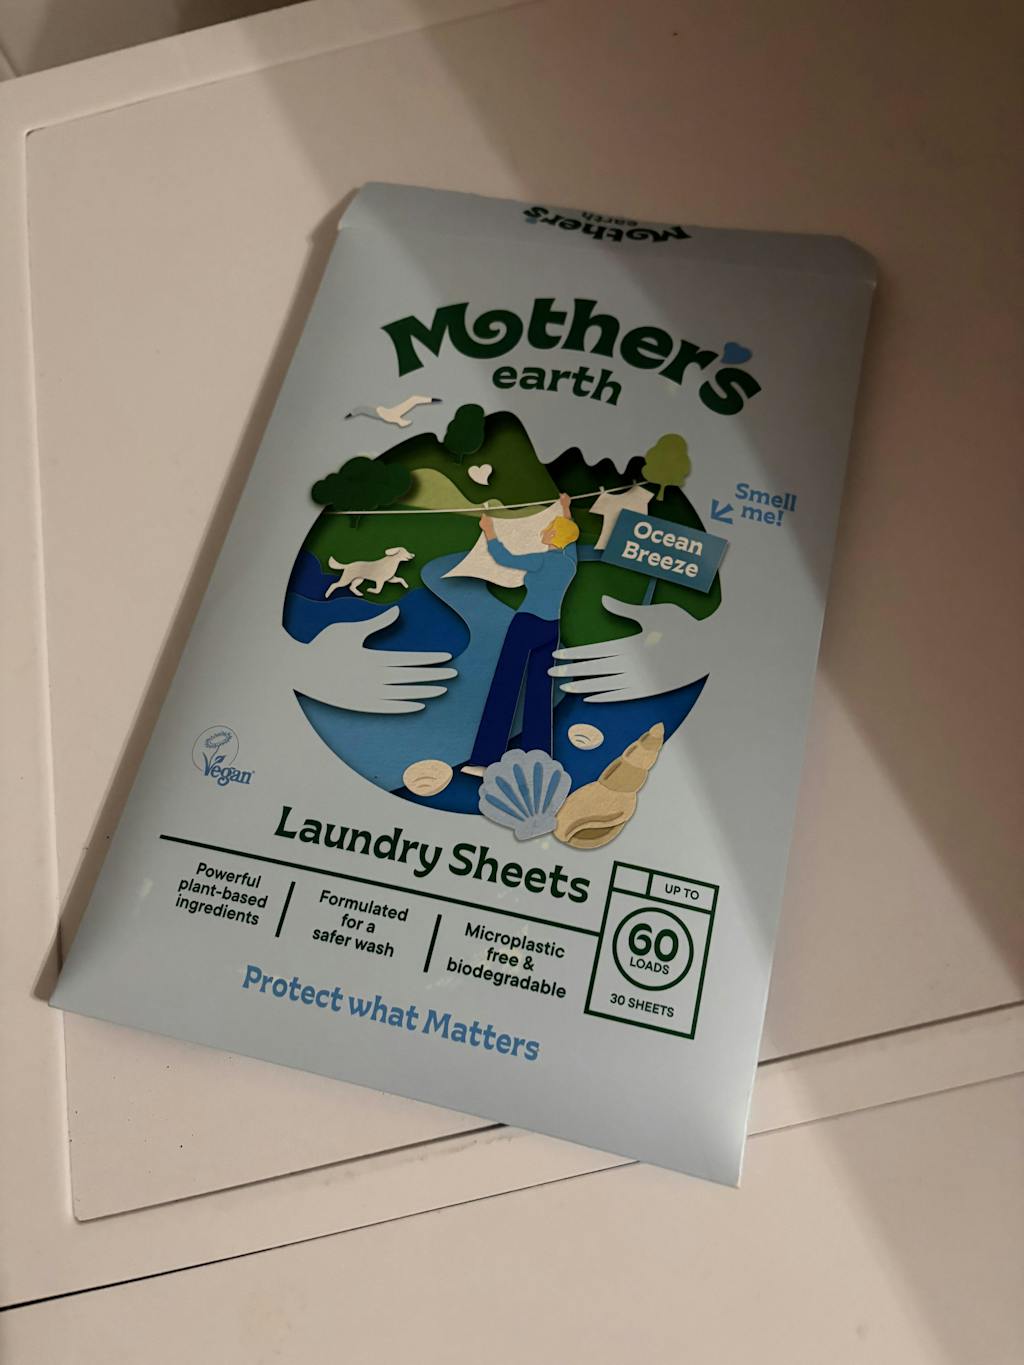 Mother's
earth
Mother's
earth
Smell
me!
Ocean
Breeze
Vegan
Laundry Sheets
Powerful
plant-based
ingredients
Formulated
for a
safer wash
Microplastic
free &
biodegradable
UP TO
60
LOADS
30 SHEETS
Protect what Matters